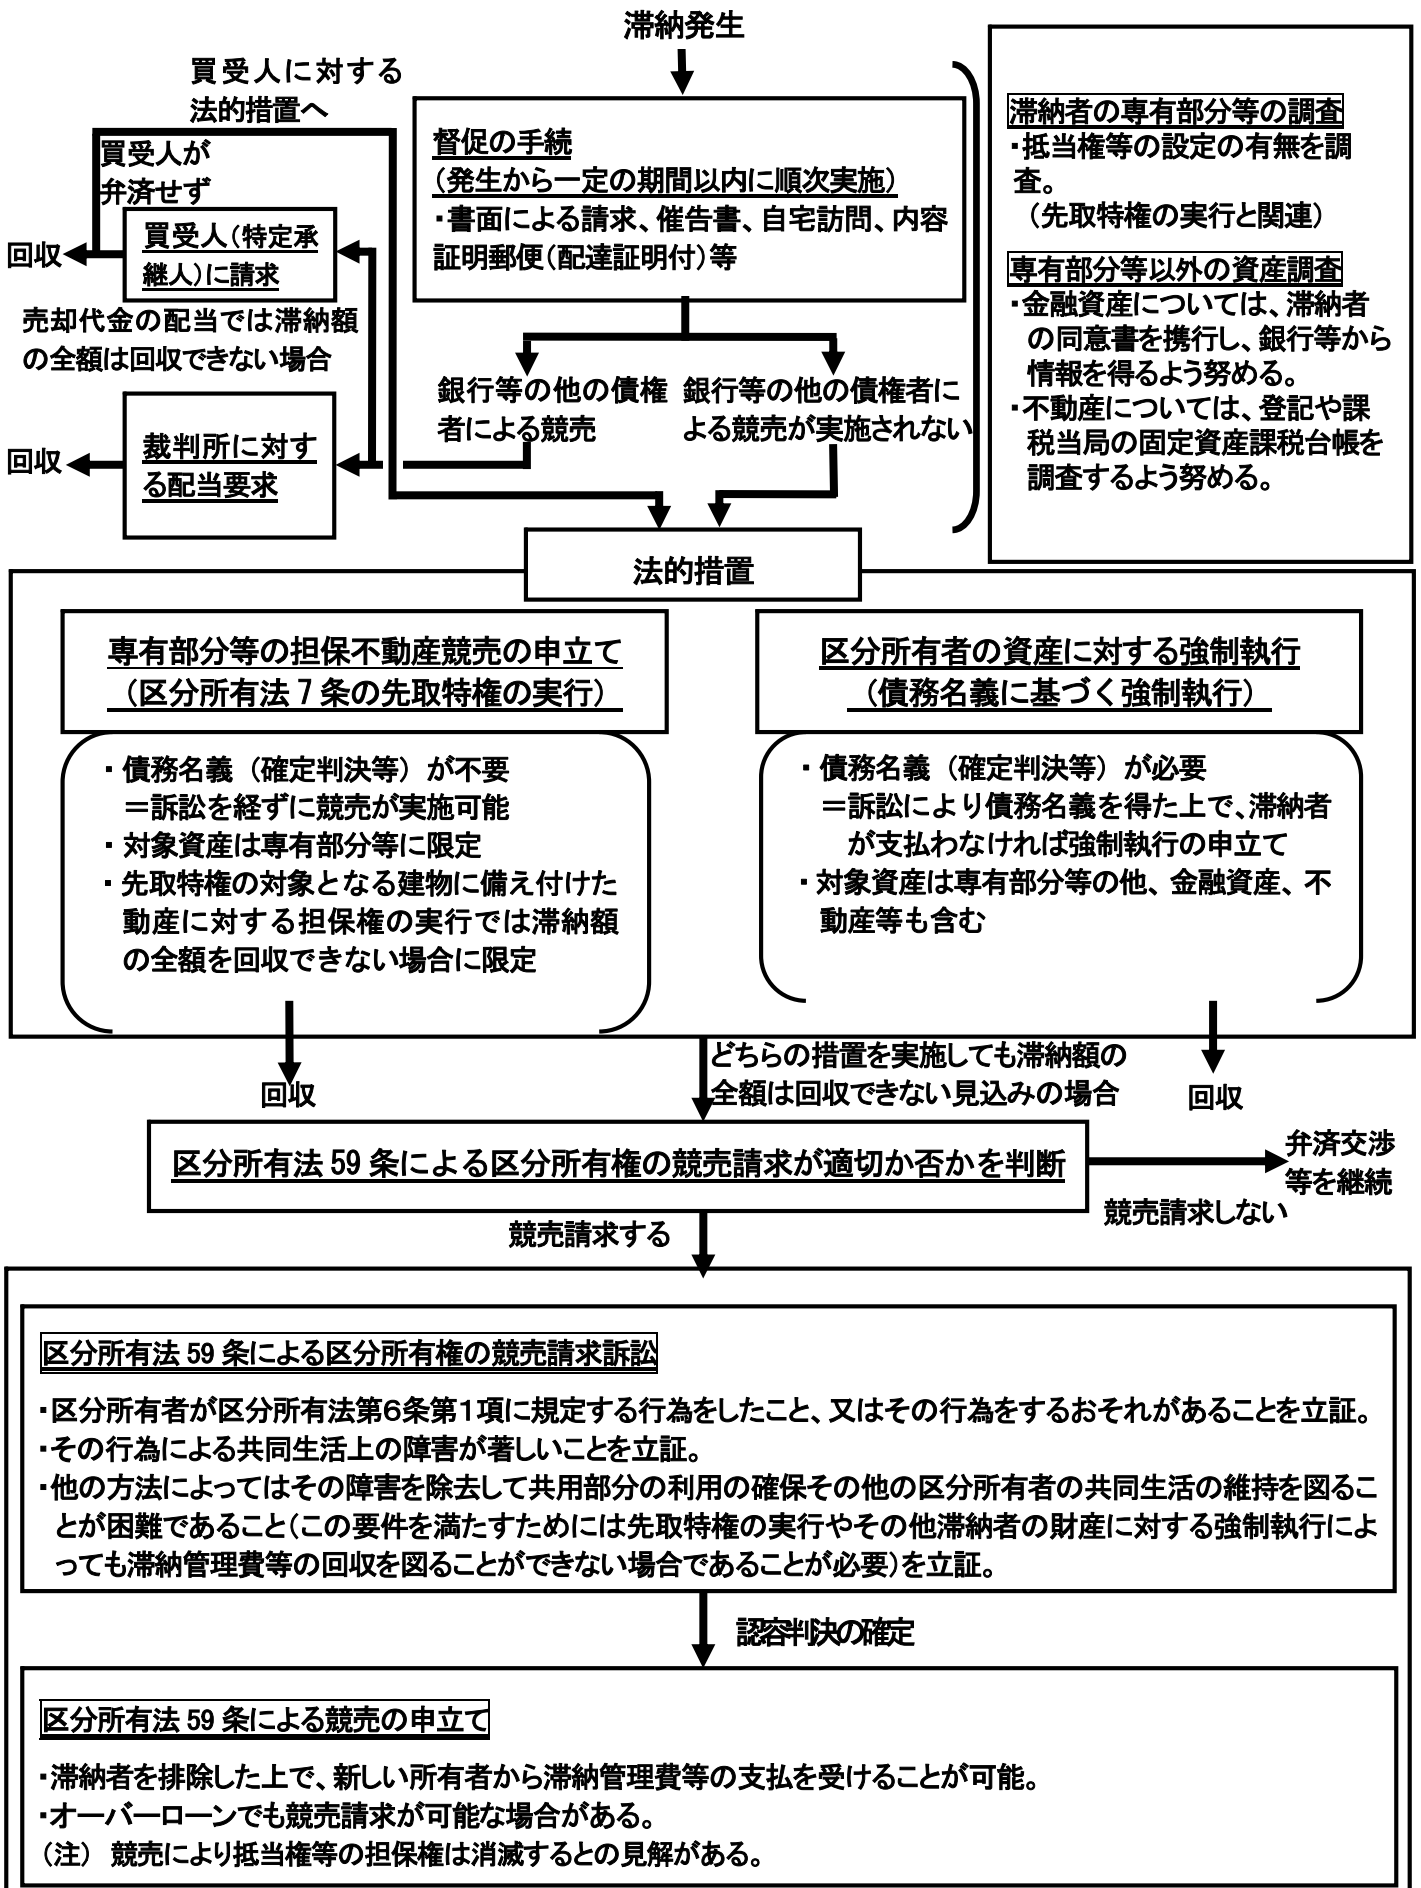 滞納発生
買受人に対する
法的措置へ
買受人が
弁済せず
回収
買受人（特定承
継人）に請求
売却代金の配当では滞納額
の全額は回収できない場合
回収
裁判所に対す
る配当要求
督促の手続
（発生から一定の期間以内に順次実施）
・書面による請求、催告書、自宅訪問、内容
証明郵便（配達証明付）等
銀行等の他の債権
者による競売
銀行等の他の債権者に
よる競売が実施されない
滞納者の専有部分等の調査
・抵当権等の設定の有無を調
査。
（先取特権の実行と関連）
専有部分等以外の資産調査
・金融資産については、滞納者
の同意書を携行し、銀行等から
情報を得るよう努める。
・不動産については、登記や課
税当局の固定資産課税台帳を
調査するよう努める。
法的措置
専有部分等の担保不動産競売の申立て
（区分所有法７条の先取特権の実行）
・債務名義（確定判決等）が不要
＝訴訟を経ずに競売が実施可能
・対象資産は専有部分等に限定
・先取特権の対象となる建物に備え付けた
動産に対する担保権の実行では滞納額
の全額を回収できない場合に限定
区分所有者の資産に対する強制執行
（債務名義に基づく強制執行）
・債務名義（確定判決等）が必要
＝訴訟により債務名義を得た上で、滞納者
が支払わなければ強制執行の申立て
・対象資産は専有部分等の他、金融資産、不
動産等も含む
回収
どちらの措置を実施しても滞納額の
全額は回収できない見込みの場合
回収
区分所有法 59 条による区分所有権の競売請求が適切か否かを判断
弁済交渉
等を継続
競売請求しない
競売請求する
区分所有法 59 条による区分所有権の競売請求訴訟
・区分所有者が区分所有法第６条第１項に規定する行為をしたこと、又はその行為をするおそれがあることを立証。
・その行為による共同生活上の障害が著しいことを立証。
・他の方法によってはその障害を除去して共用部分の利用の確保その他の区分所有者の共同生活の維持を図るこ
とが困難であること（この要件を満たすためには先取特権の実行やその他滞納者の財産に対する強制執行によ
っても滞納管理費等の回収を図ることができない場合であることが必要）を立証。
認容判決の確定
区分所有法 59 条による競売の申立て
・滞納者を排除した上で、新しい所有者から滞納管理費等の支払を受けることが可能。
・オーバーローンでも競売請求が可能な場合がある。
（注） 競売により抵当権等の担保権は消滅するとの見解がある。